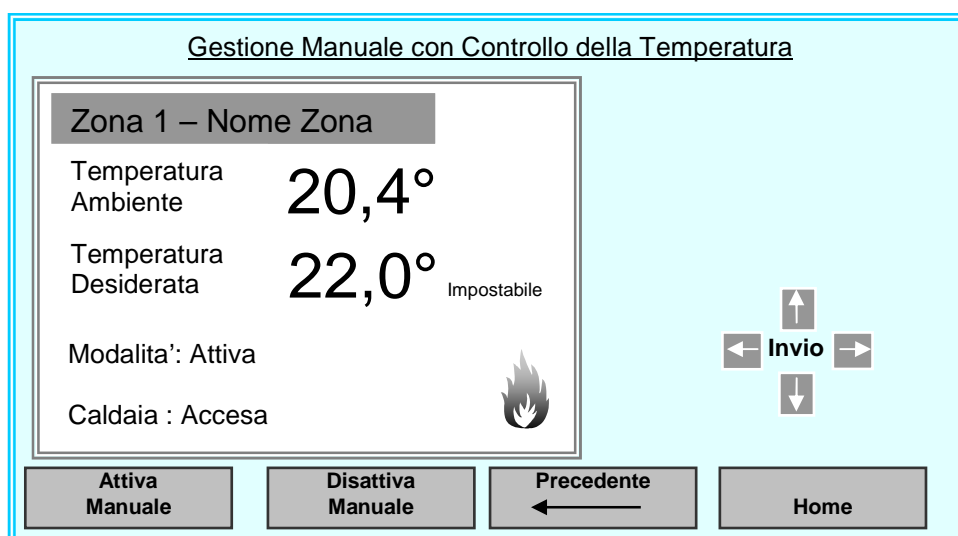 Gestione Manuale con Controllo della Temperatura
Zona 1 – Nome Zona
Temperatura
Ambiente
20,4°
Temperatura
Desiderata
22,0°
Impostabile
Modalita’: Attiva
Caldaia : Accesa
Invio
Attiva
Manuale
Disattiva
Manuale
Precedente
Home